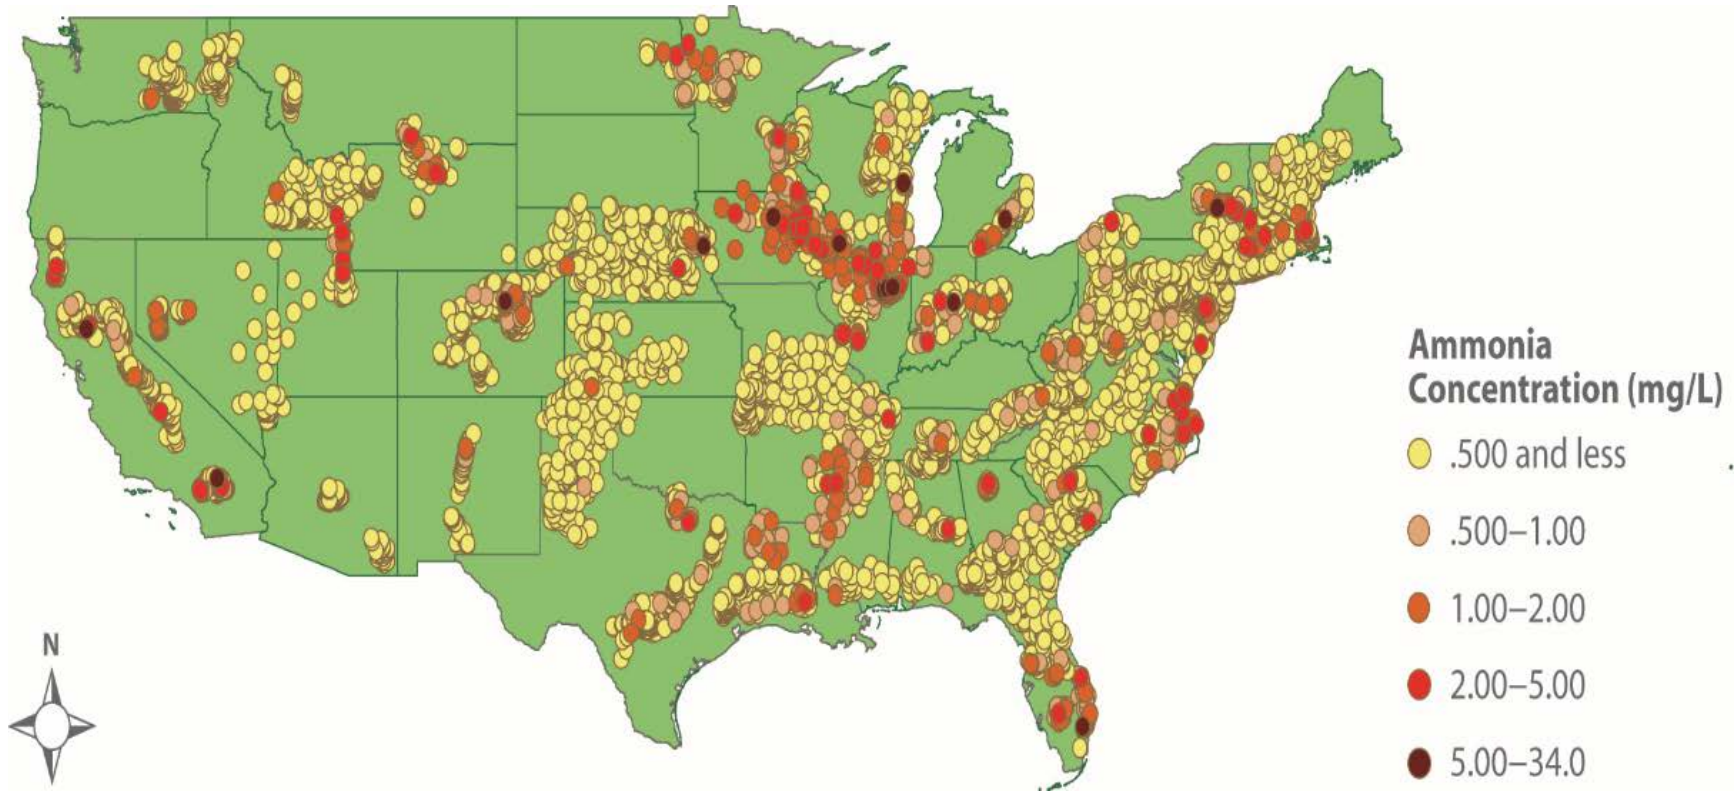 Ammonia
Concentration (mg/L)
.500 and less
.500–1.00
1.00–2.00
2.00–5.00
5.00–34.0
N
.